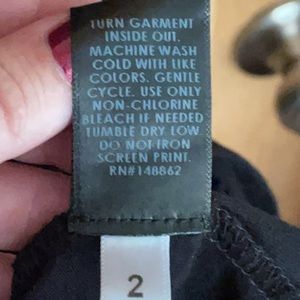 TURN GARMENT
INSIDE OUT.
MACHINE WASH
COLD WITH LIKE
COLORS. GENTLE
CYCLE. USE ONLY
NON-CHLORINE
BLEACH IF NEEDED
TUMBLE DRY LOW.
DO NOT IRON
SCREEN PRINT.
RN#148862
2